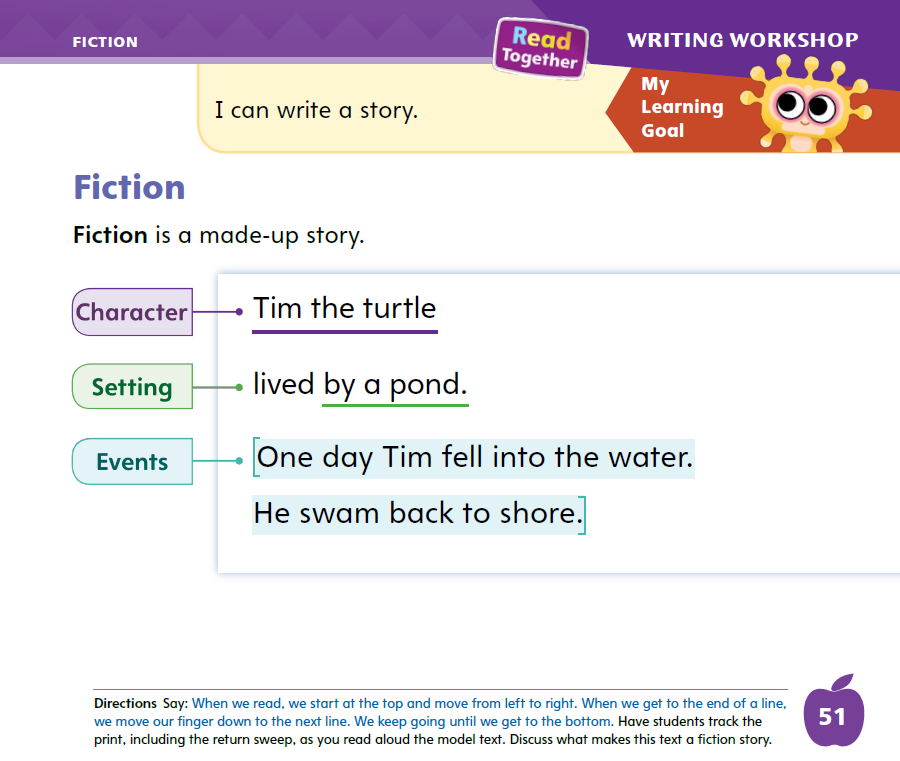 FICTION
Read
Together
WRITING WORKSHOP
I can write a story.
My
Learning
Goal
Fiction
Fiction is a made-up story.
Character
Tim the turtle
Setting
lived by a pond.
Events
One day Tim fell into the water.
He swam back to shore.
Directions Say: When we read, we start at the top and move from left to right. When we get to the end of a line,
we move our finger down to the next line. We keep going until we get to the bottom. Have students track the
print, including the return sweep, as you read aloud the model text. Discuss what makes this text a fiction story.
51